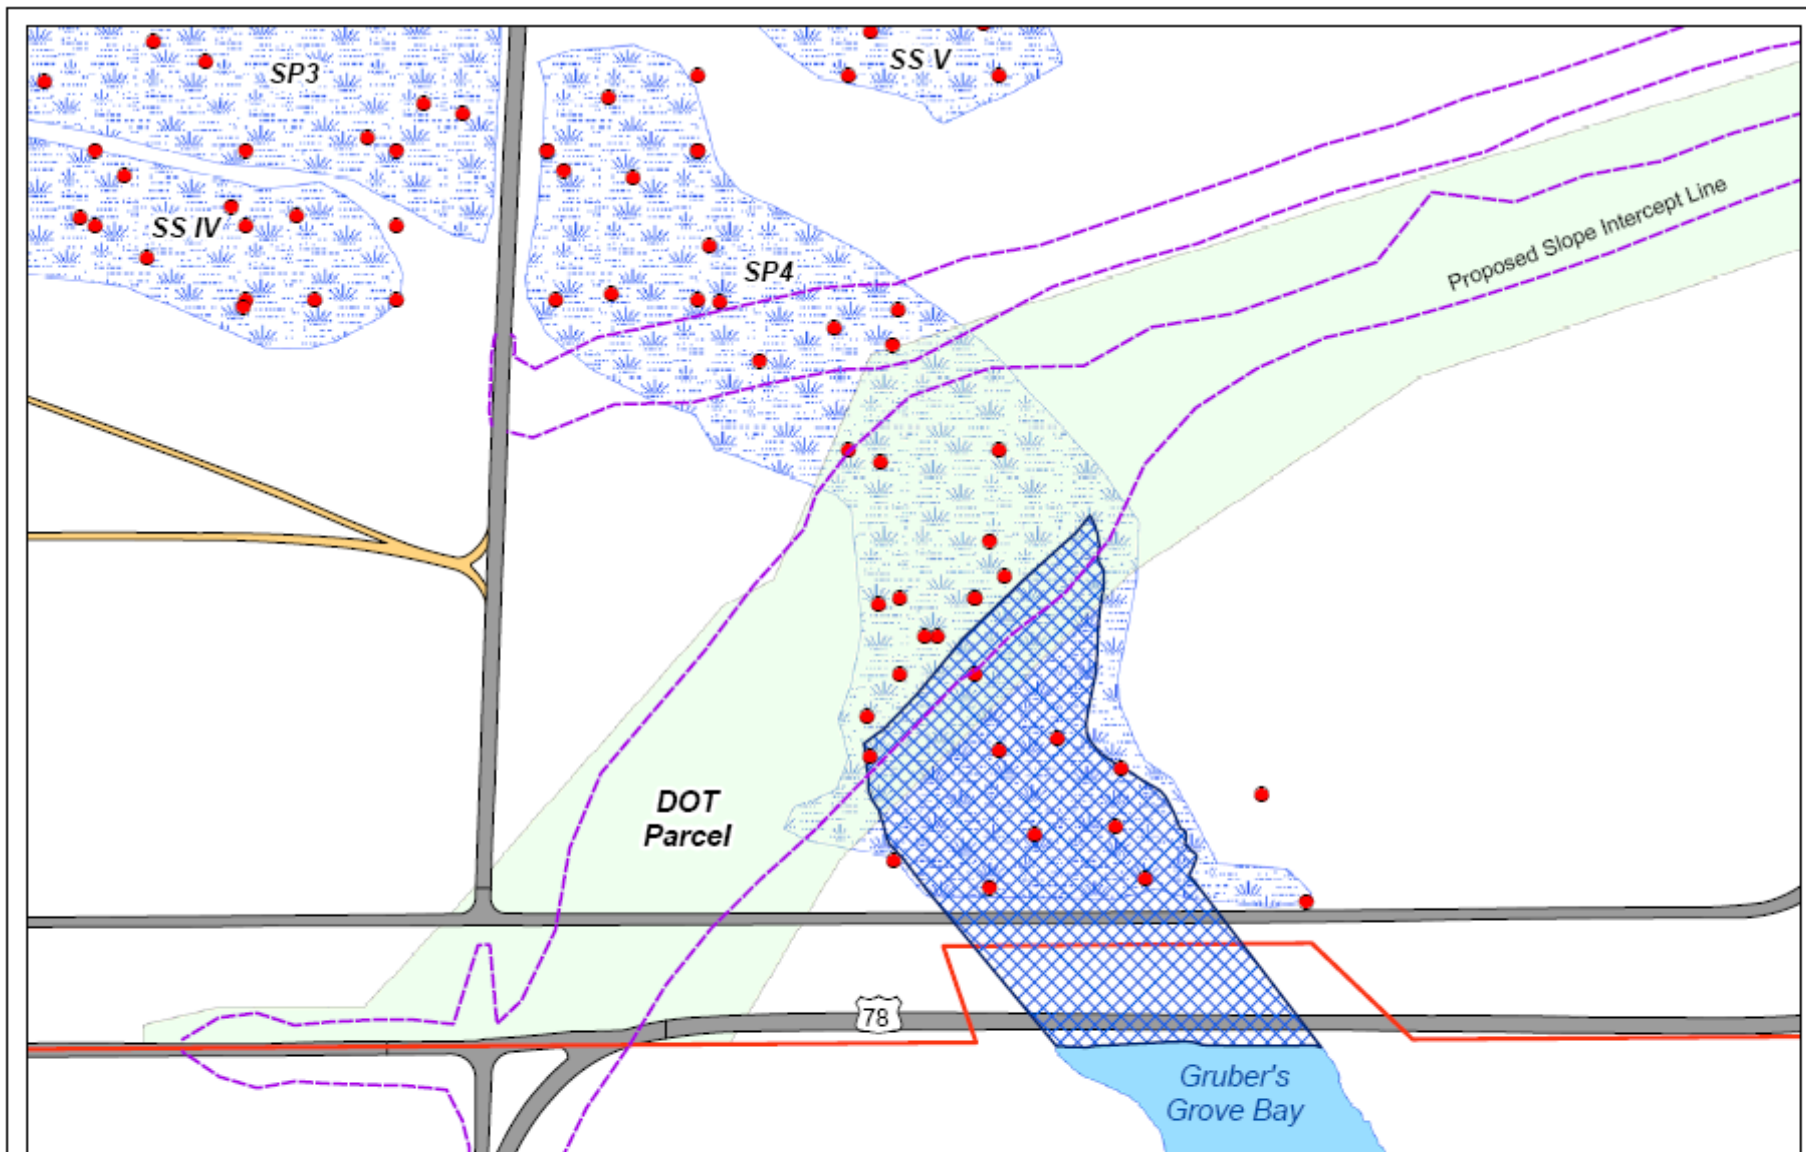 SP3
SS V
SS IV
SP4
Proposed Slope Intercept Line
DOT
Parcel
78
Gruber's
Grove Bay